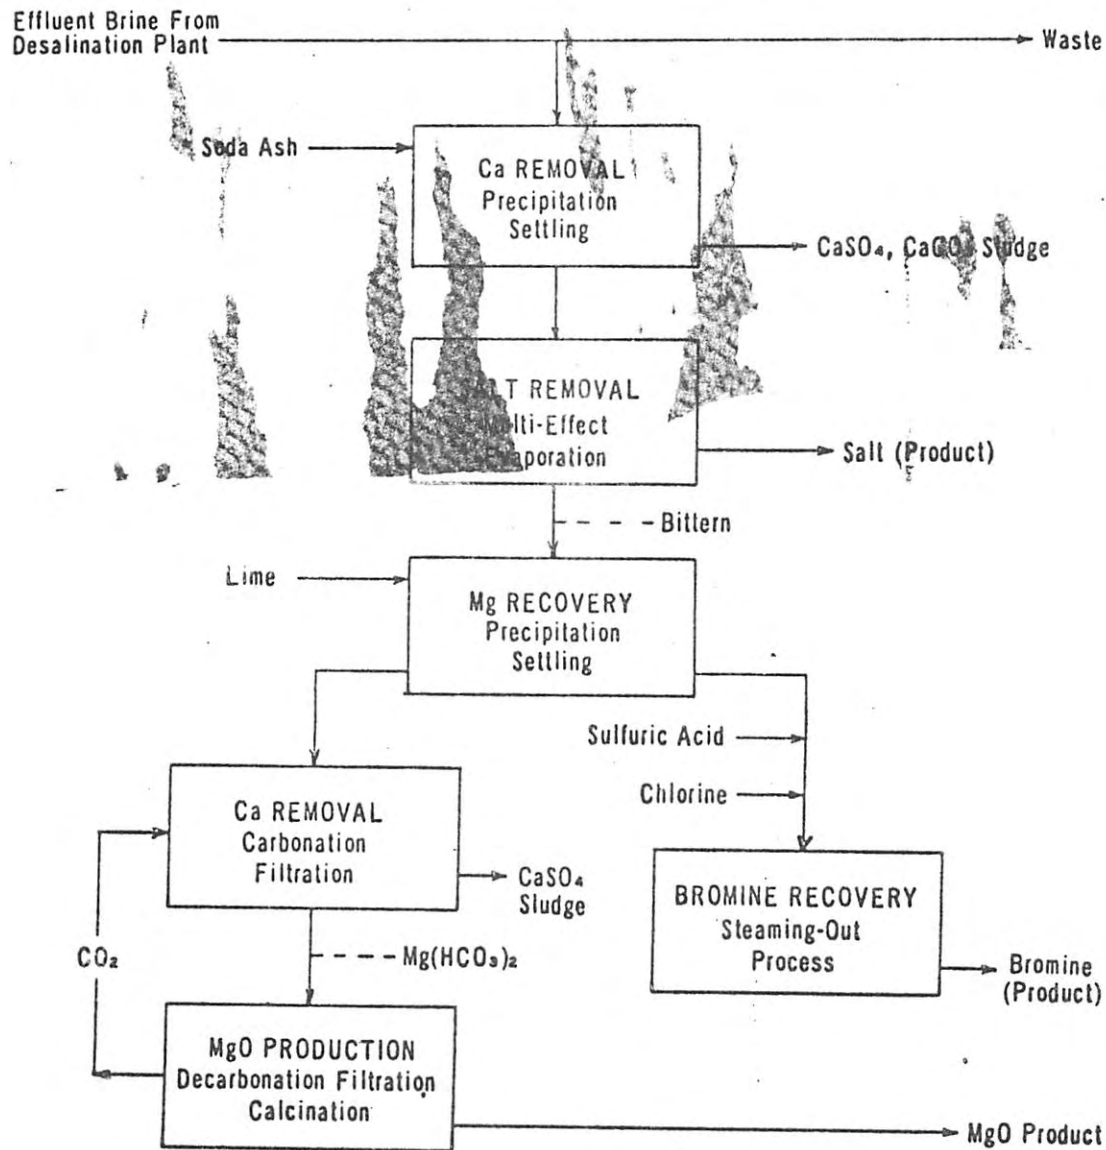 Effluent Brine From
Desalination Plant
Waste
Soda Ash
Ca REMOVAL
Precipitation
Settling
CaSO₄, Sludge
REMOVAL
Effect
Evaporation
Salt (Product)
Bittern
Lime
Mg RECOVERY
Precipitation
Settling
Sulfuric Acid
Chlorine
Ca REMOVAL
Carbonation
Filtration
CaSO₄
Sludge
BROMINE RECOVERY
Steaming-Out
Process
CO₂
Mg(HCO₃)₂
Bromine
(Product)
MgO PRODUCTION
Decarbonation Filtration
Calcination
MgO Product